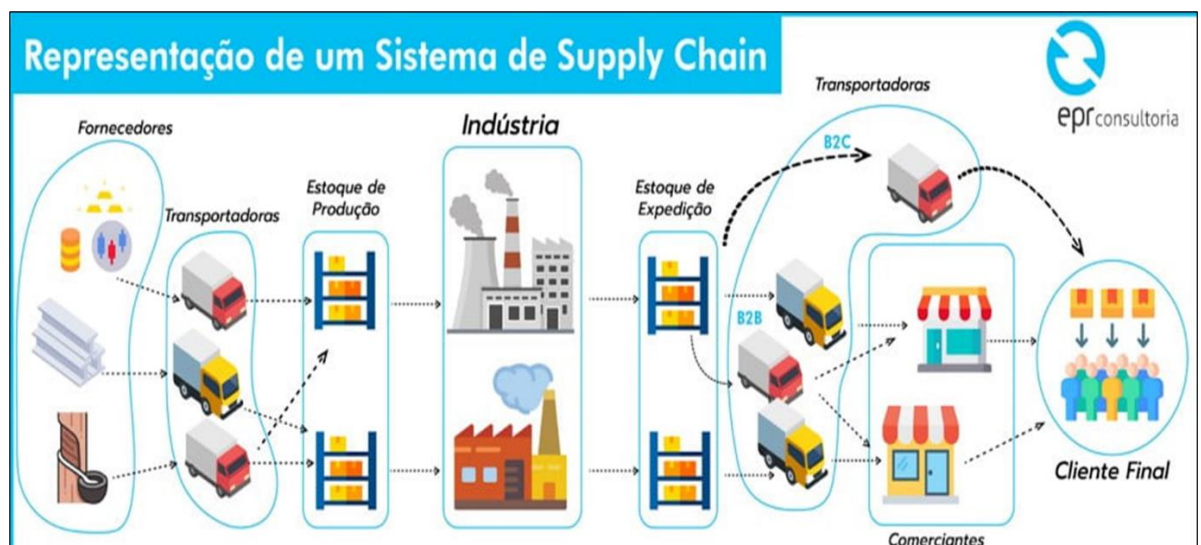 Representação de um Sistema de Supply Chain
epr consultoria
Fornecedores
Transportadoras
Estoque de
Produção
Indústria
Estoque de
Expedição
Transportadoras
B2C
B2B
Comerciantes
Cliente Final